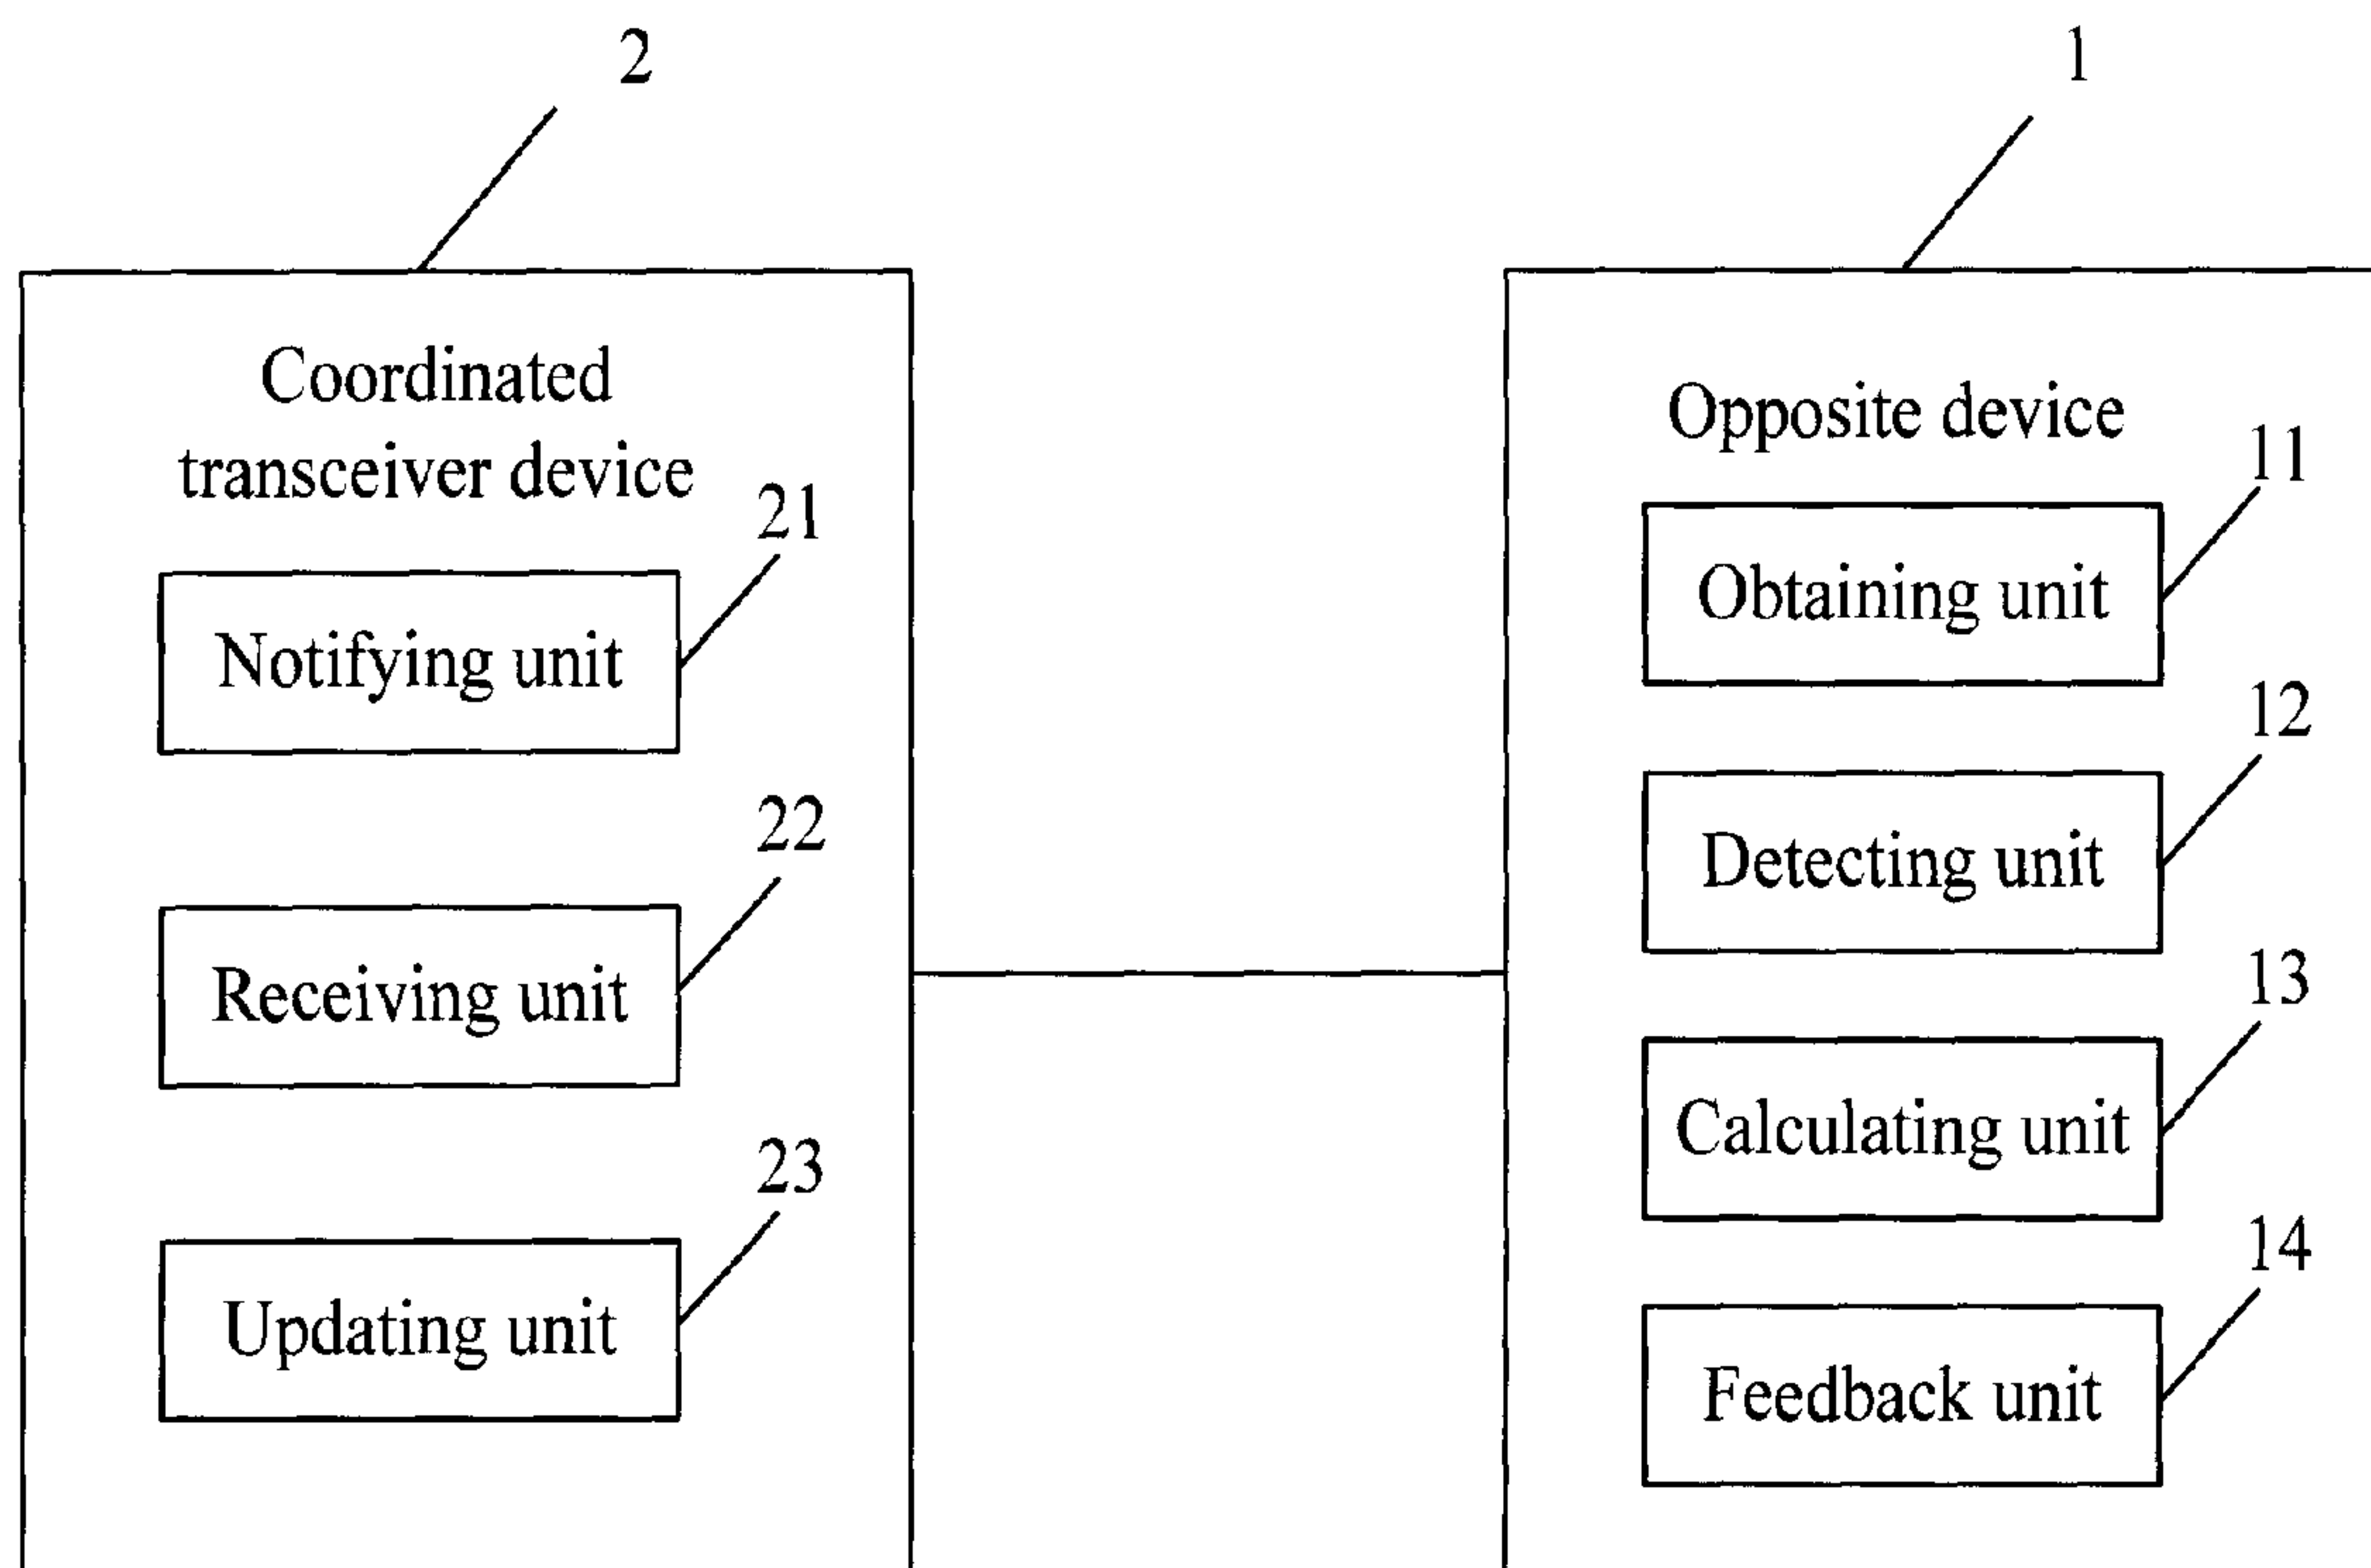 2
1
Coordinated
transceiver device
21
Notifying unit
22
Receiving unit
23
Updating unit
Opposite device
11
Obtaining unit
12
Detecting unit
13
Calculating unit
14
Feedback unit